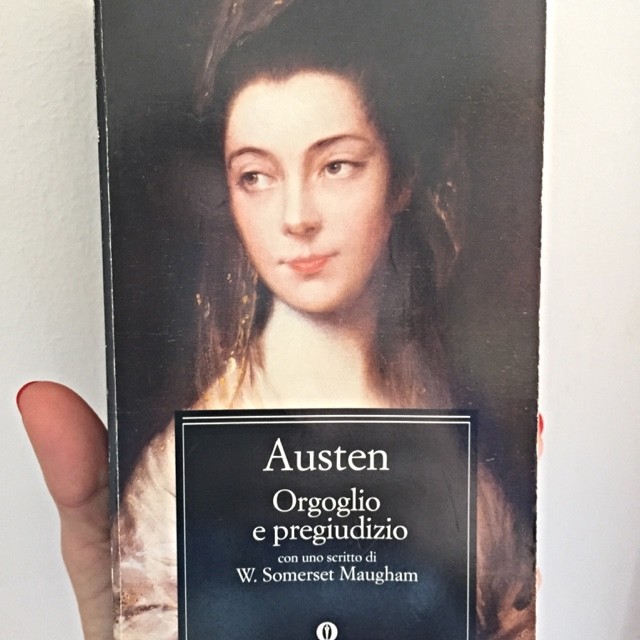 Austen
Orgoglio
e pregiudizio
con uno scritto di
W. Somerset Maugham